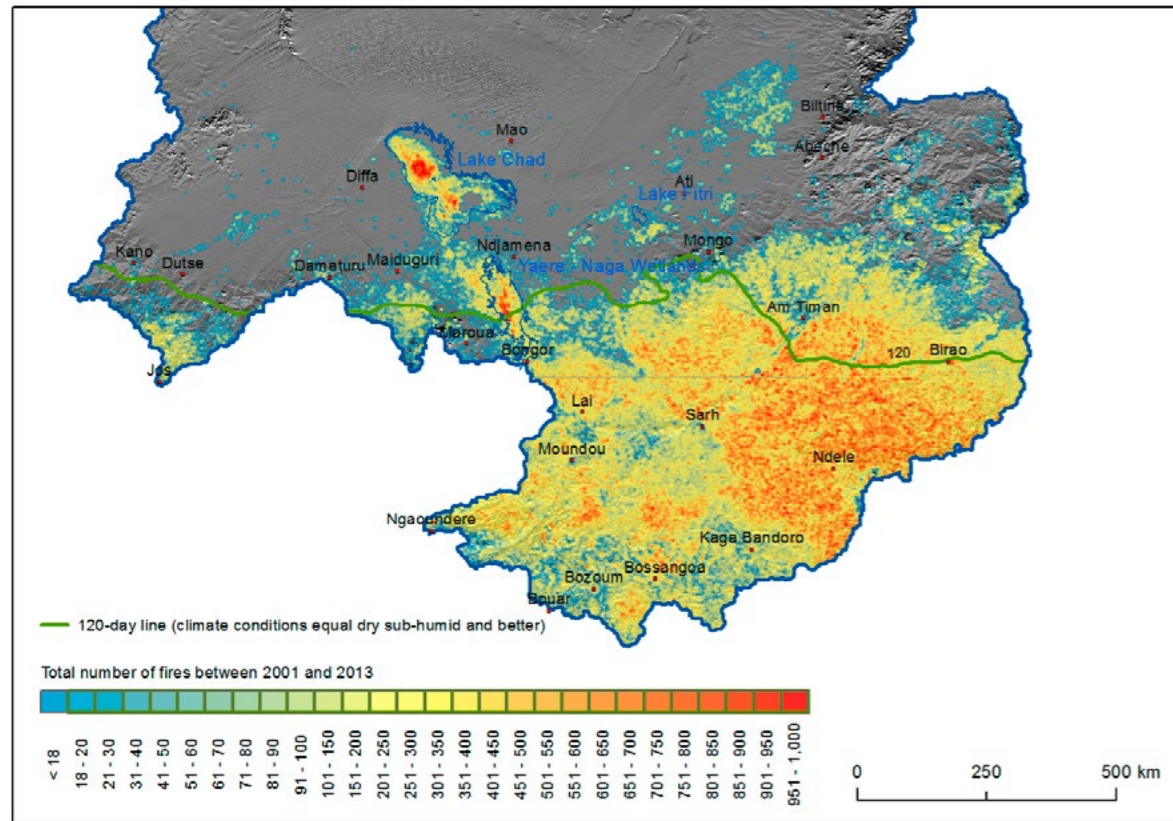 Biltine
Mao
Abeche
Lake Chad
Diffa
Ati
Lake Fitri
Kano
Ndjamena
Mongo
Dutse
Damaturu
Maiduguri
Yaere - Naga Wetlands
Am Timan
Maroua
120
Birao
Bongor
Jos
Lai
Sarh
Moundou
Ndele
Ngaoundere
Kaga Bandoro
Bossangoa
Bozoum
Bouar
120-day line (climate conditions equal dry sub-humid and better)
Total number of fires between 2001 and 2013
< 18
18 - 20
21 - 30
31 - 40
41 - 50
51 - 60
61 - 70
71 - 80
81 - 90
91 - 100
101 - 150
151 - 200
201 - 250
251 - 300
301 - 350
351 - 400
401 - 450
451 - 500
501 - 550
551 - 600
601 - 650
651 - 700
701 - 750
751 - 800
801 - 850
851 - 900
901 - 950
951 - 1,000
0 250 500 km